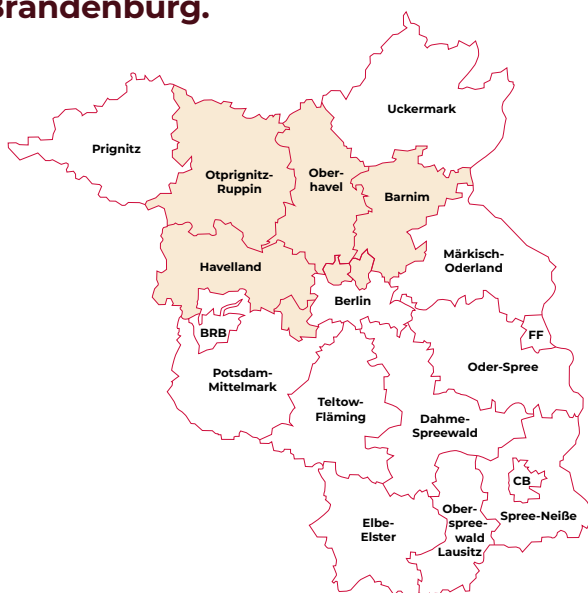 Brandenburg.
Uckermark
Prignitz
Otprignitz-
Ruppin
Ober-
havel
Barnim
Havelland
Märkisch-
Oderland
Berlin
BRB
FF
Potsdam-
Mittelmark
Oder-Spree
Teltow-
Fläming
Dahme-
Spreewald
CB
Spree-Neiße
Elbe-
Elster
Ober-
spree-
wald
Lausitz